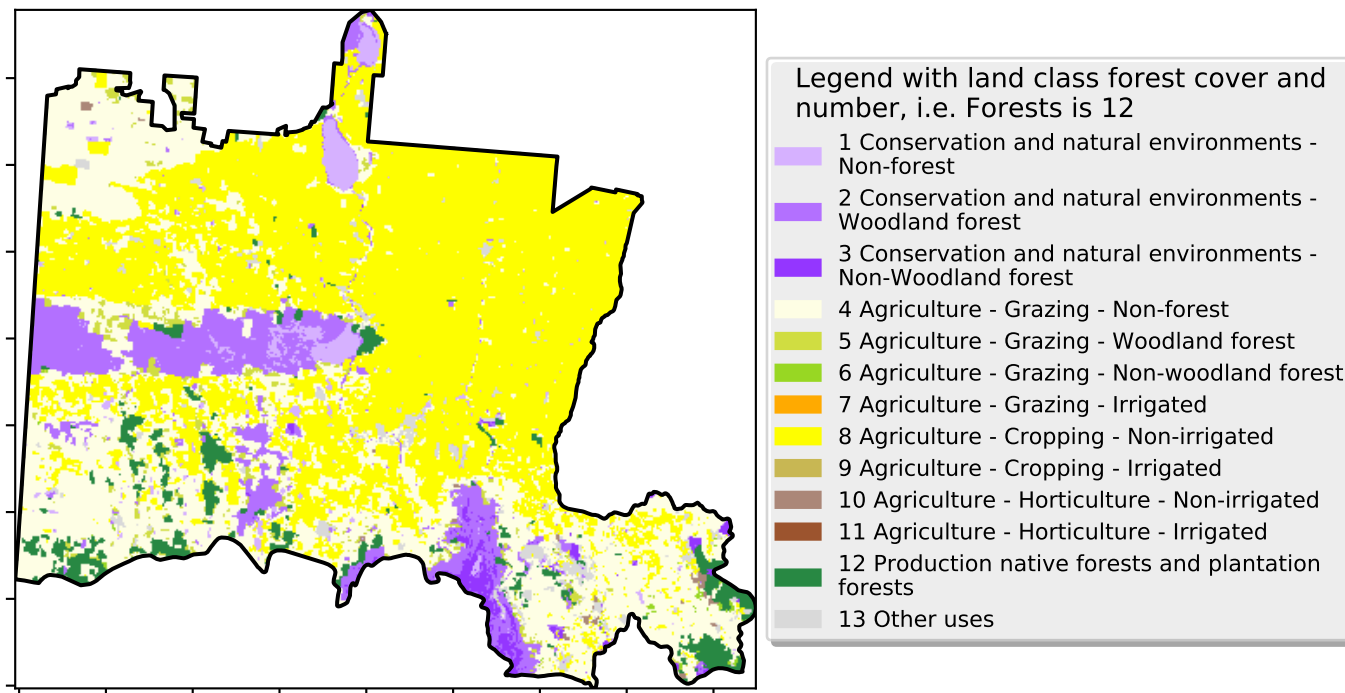 Legend with land class forest cover and
number, i.e. Forests is 12
1 Conservation and natural environments -
Non-forest
2 Conservation and natural environments -
Woodland forest
3 Conservation and natural environments -
Non-Woodland forest
4 Agriculture - Grazing - Non-forest
5 Agriculture - Grazing - Woodland forest
6 Agriculture - Grazing - Non-woodland forest
7 Agriculture - Grazing - Irrigated
8 Agriculture - Cropping - Non-irrigated
9 Agriculture - Cropping - Irrigated
10 Agriculture - Horticulture - Non-irrigated
11 Agriculture - Horticulture - Irrigated
12 Production native forests and plantation
forests
13 Other uses